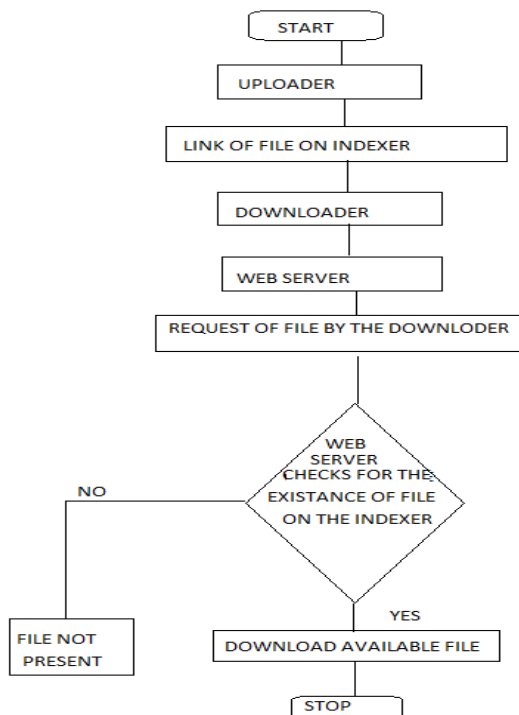 START
UPLOADER
LINK OF FILE ON INDEXER
DOWNLOADER
WEB SERVER
REQUEST OF FILE BY THE DOWNLODER
WEB
SERVER
CHECKS FOR THE
EXISTANCE OF FILE
ON THE INDEXER
NO
YES
FILE NOT
PRESENT
DOWNLOAD AVAILABLE FILE
STOP